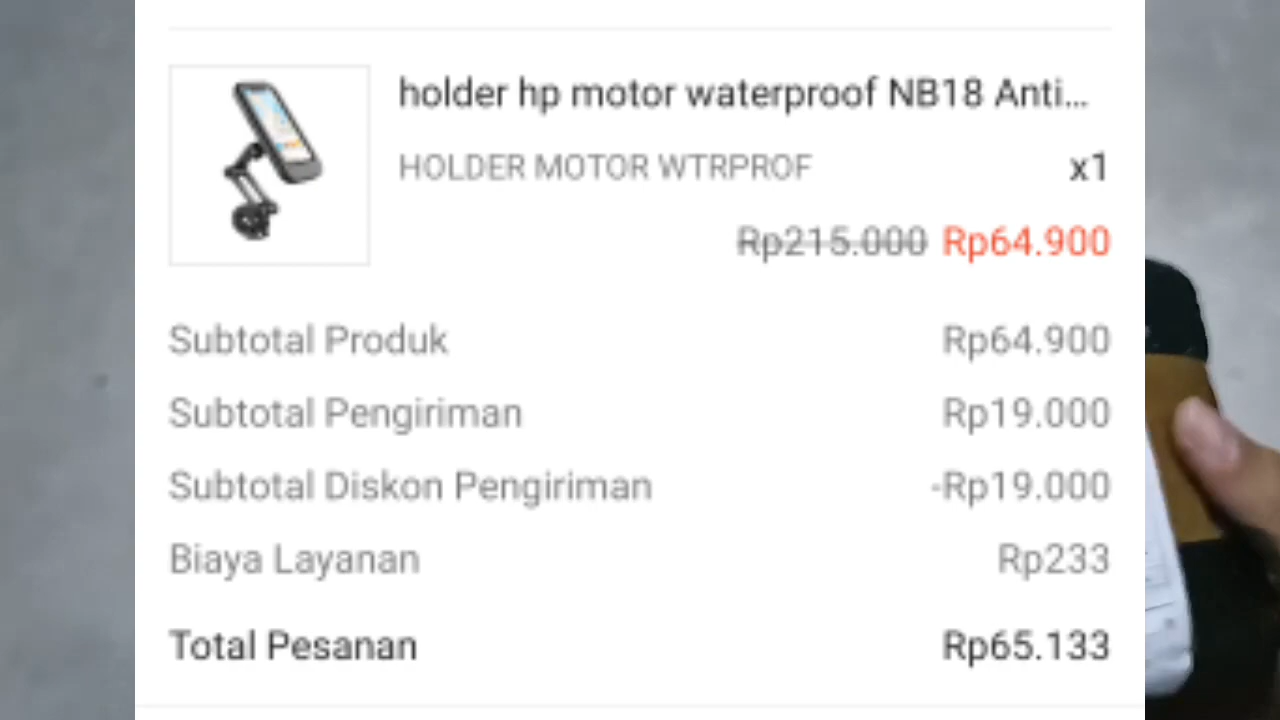 holder hp motor waterproof NB18 Anti...
HOLDER MOTOR WTRPROF x1
Rp215.000 Rp64.900
Subtotal Produk Rp64.900
Subtotal Pengiriman Rp19.000
Subtotal Diskon Pengiriman -Rp19.000
Biaya Layanan Rp233
Total Pesanan Rp65.133